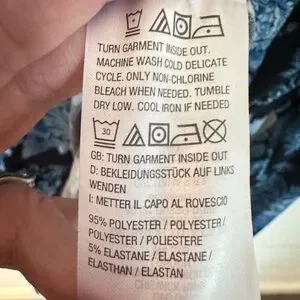 TURN GARMENT INSIDE OUT.
MACHINE WASH COLD DELICATE
CYCLE. ONLY NON-CHLORINE
BLEACH WHEN NEEDED. TUMBLE
DRY LOW. COOL IRON IF NEEDED
30
GB: TURN GARMENT INSIDE OUT
D: BEKLEIDUNGSSTÜCK AUF LINKS
WENDEN
I: METTER IL CAPO AL ROVESCIO
95% POLYESTER / POLYESTER /
POLYESTER / POLIESTERE
5% ELASTANE / ELASTAN /
ELASTHAN / ELASTAN